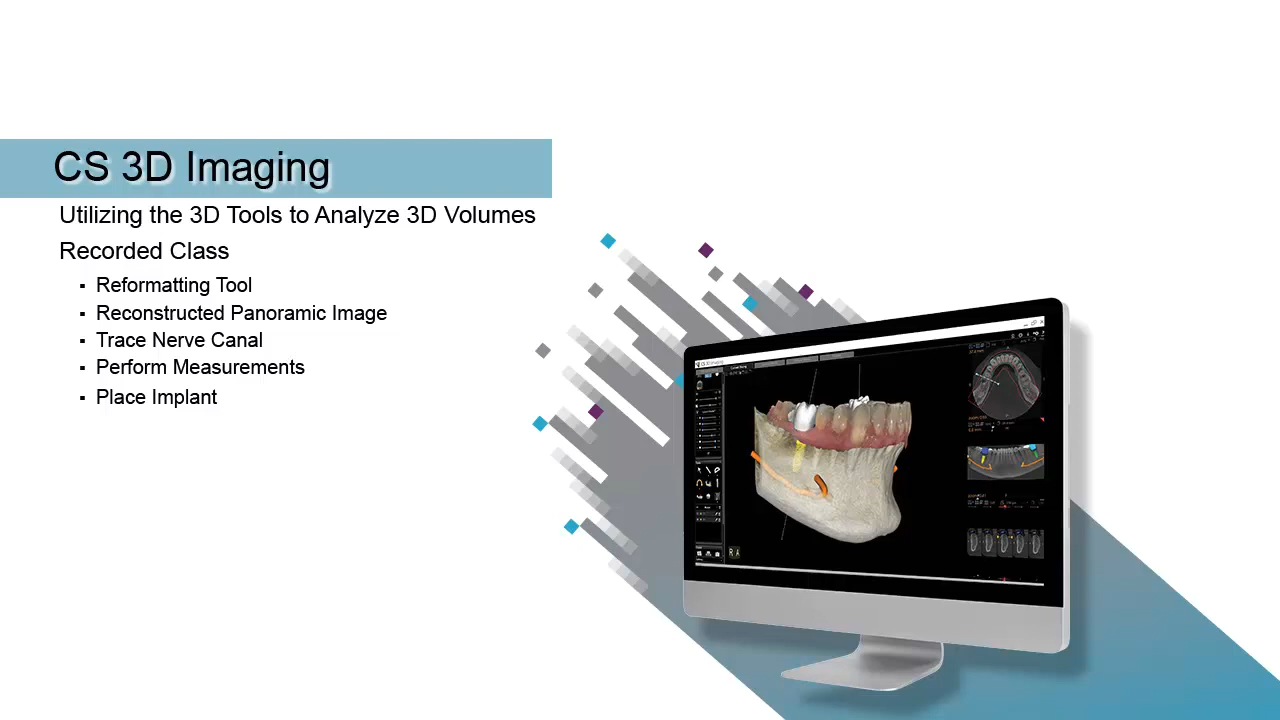 CS 3D Imaging
Utilizing the 3D Tools to Analyze 3D Volumes
Recorded Class
▪ Reformatting Tool
▪ Reconstructed Panoramic Image
▪ Trace Nerve Canal
▪ Perform Measurements
▪ Place Implant
R A